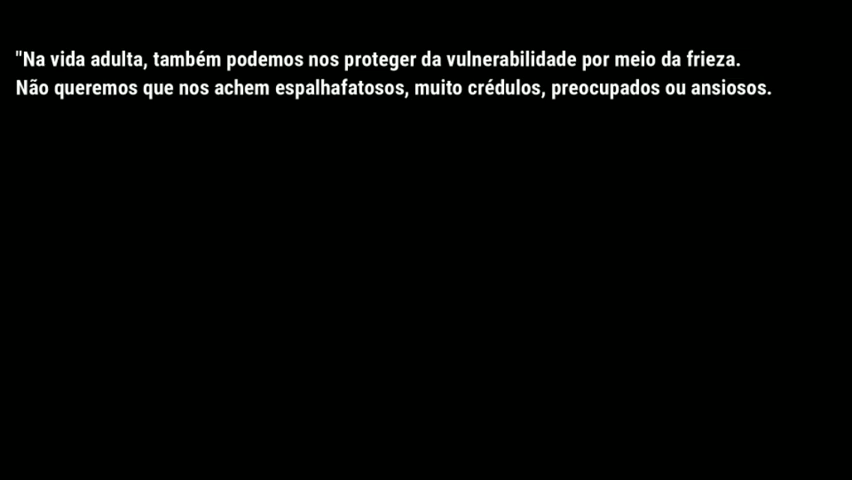 "Na vida adulta, também podemos nos proteger da vulnerabilidade por meio da frieza.
Não queremos que nos achem espalhafatosos, muito crédulos, preocupados ou ansiosos.